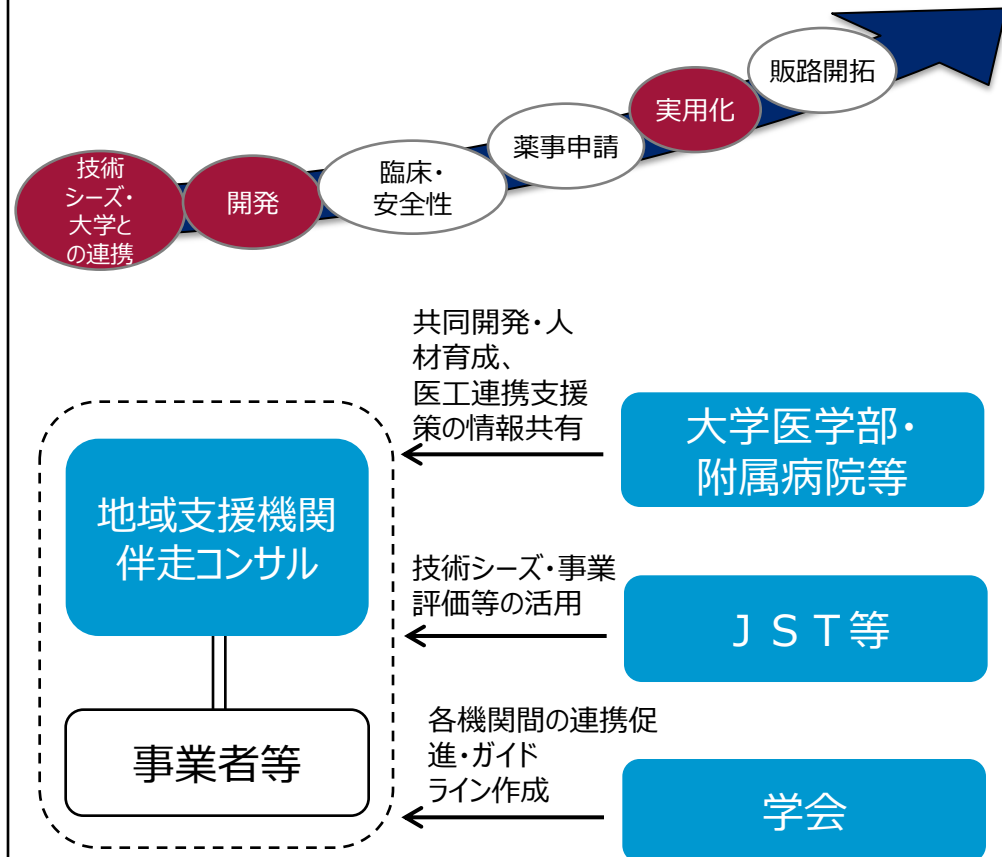 販路開拓
実用化
薬事申請
臨床・
安全性
開発
技術
シーズ・
大学と
の連携
共同開発・人
材育成、
医工連携支援
策の情報共有
大学医学部・
附属病院等
地域支援機関
伴走コンサル
技術シーズ・事業
評価等の活用
ＪＳＴ等
事業者等
各機関間の連携促
進・ガイド
ライン作成
学会